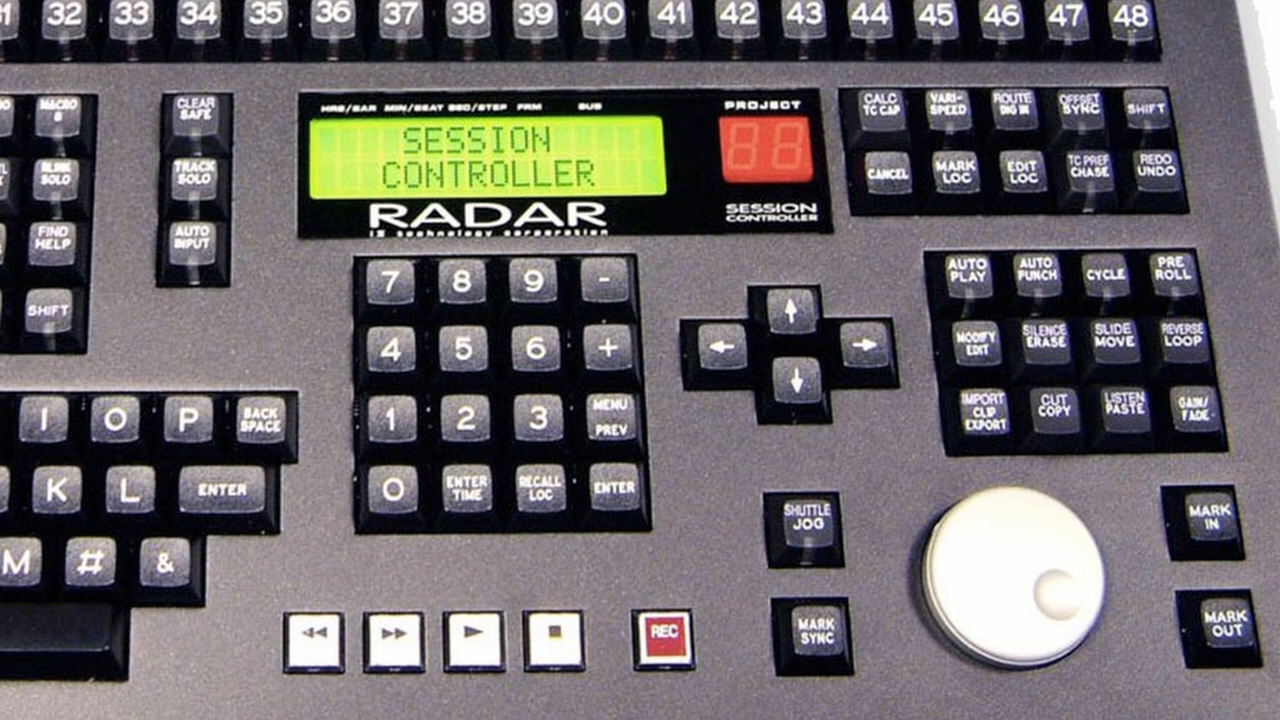 32 33 34 35 36 37 38 39 40 41 42 43 44 45 46 47 48
HRS/BAR MIN/BEAT SEC/STEP FRM SUB
PROJECT
SESSION
CONTROLLER
88
RADAR
iz technology corporation
SESSION
CONTROLLER
MACRO
CLEAR
SAFE
CALC
TC CAP
VARI-
SPEED
ROUTE
DIG IN
OFFSET
SYNC
SHIFT
BLINK
SOLO
TRACK
SOLO
CANCEL
MARK
LOC
EDIT
LOC
TC PREF
CHASE
REDO
UNDO
FIND
HELP
AUTO
INPUT
SHIFT
7 8 9 -
4 5 6 +
1 2 3
MENU
PREV
0
ENTER
TIME
RECALL
LOC
ENTER
AUTO
PLAY
AUTO
PUNCH
CYCLE
PRE
ROLL
MODIFY
EDIT
SILENCE
ERASE
SLIDE
MOVE
REVERSE
LOOP
IMPORT
CLIP
EXPORT
CUT
COPY
LISTEN
PASTE
GAIN/
FADE
I O P
BACK
SPACE
K L ENTER
M # &
SHUTTLE
JOG
MARK
IN
REC
MARK
SYNC
MARK
OUT